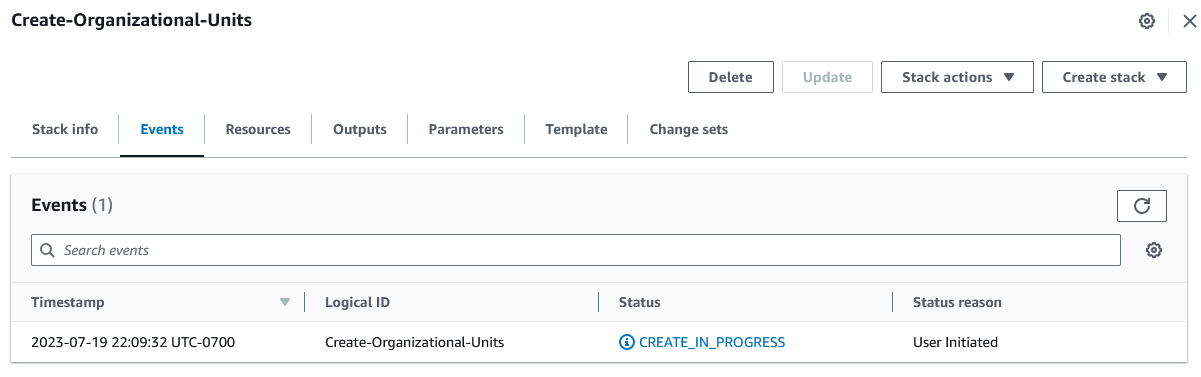 Create-Organizational-Units
Delete Update Stack actions Create stack
Stack info Events Resources Outputs Parameters Template Change sets
Events (1)
Search events
Timestamp Logical ID Status Status reason
2023-07-19 22:09:32 UTC-0700 Create-Organizational-Units CREATE_IN_PROGRESS User Initiated